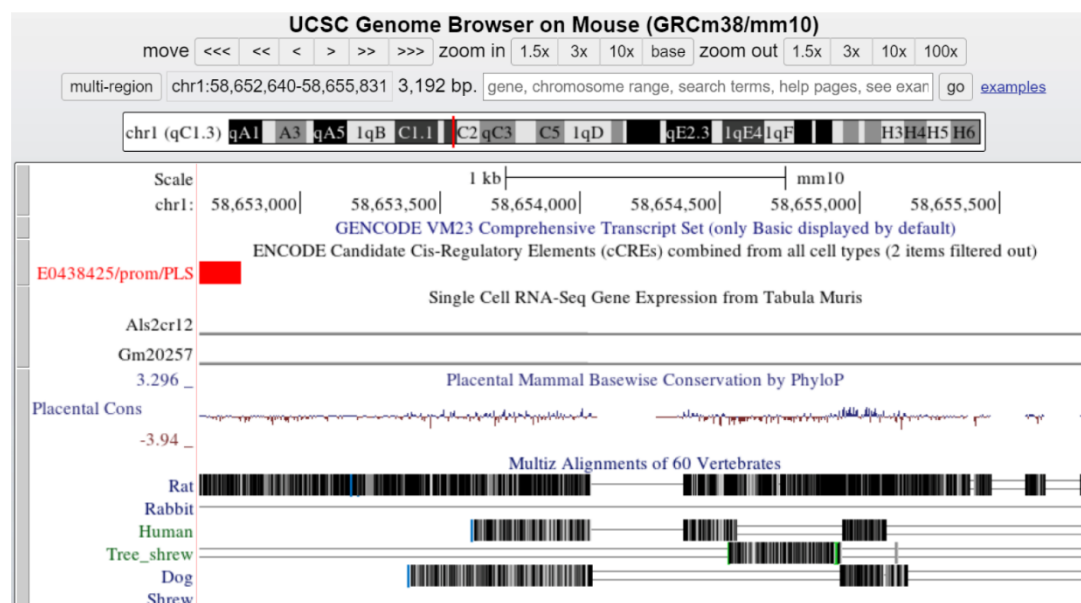 UCSC Genome Browser on Mouse (GRCm38/mm10)
move <<< << < > >> >>> zoom in 1.5x 3x 10x base zoom out 1.5x 3x 10x 100x
multi-region chr1:58,652,640-58,655,831 3,192 bp. gene, chromosome range, search terms, help pages, see exan go examples
chr1 (qC1.3) qA1 A3 qA5 1qB C1.1 C2 qC3 C5 1qD qE2.3 1qE4 1qF H3 H4 H5 H6
Scale 1 kb mm10
chr1: 58,653,000 58,653,500 58,654,000 58,654,500 58,655,000 58,655,500
GENCODE VM23 Comprehensive Transcript Set (only Basic displayed by default)
ENCODE Candidate Cis-Regulatory Elements (cCREs) combined from all cell types (2 items filtered out)
E0438425/prom/PLS
Single Cell RNA-Seq Gene Expression from Tabula Muris
Als2cr12
Gm20257
3.296 _ Placental Mammal Basewise Conservation by PhyloP
Placental Cons
-3.94 _
Multiz Alignments of 60 Vertebrates
Rat
Rabbit
Human
Tree_shrew
Dog
Shrew